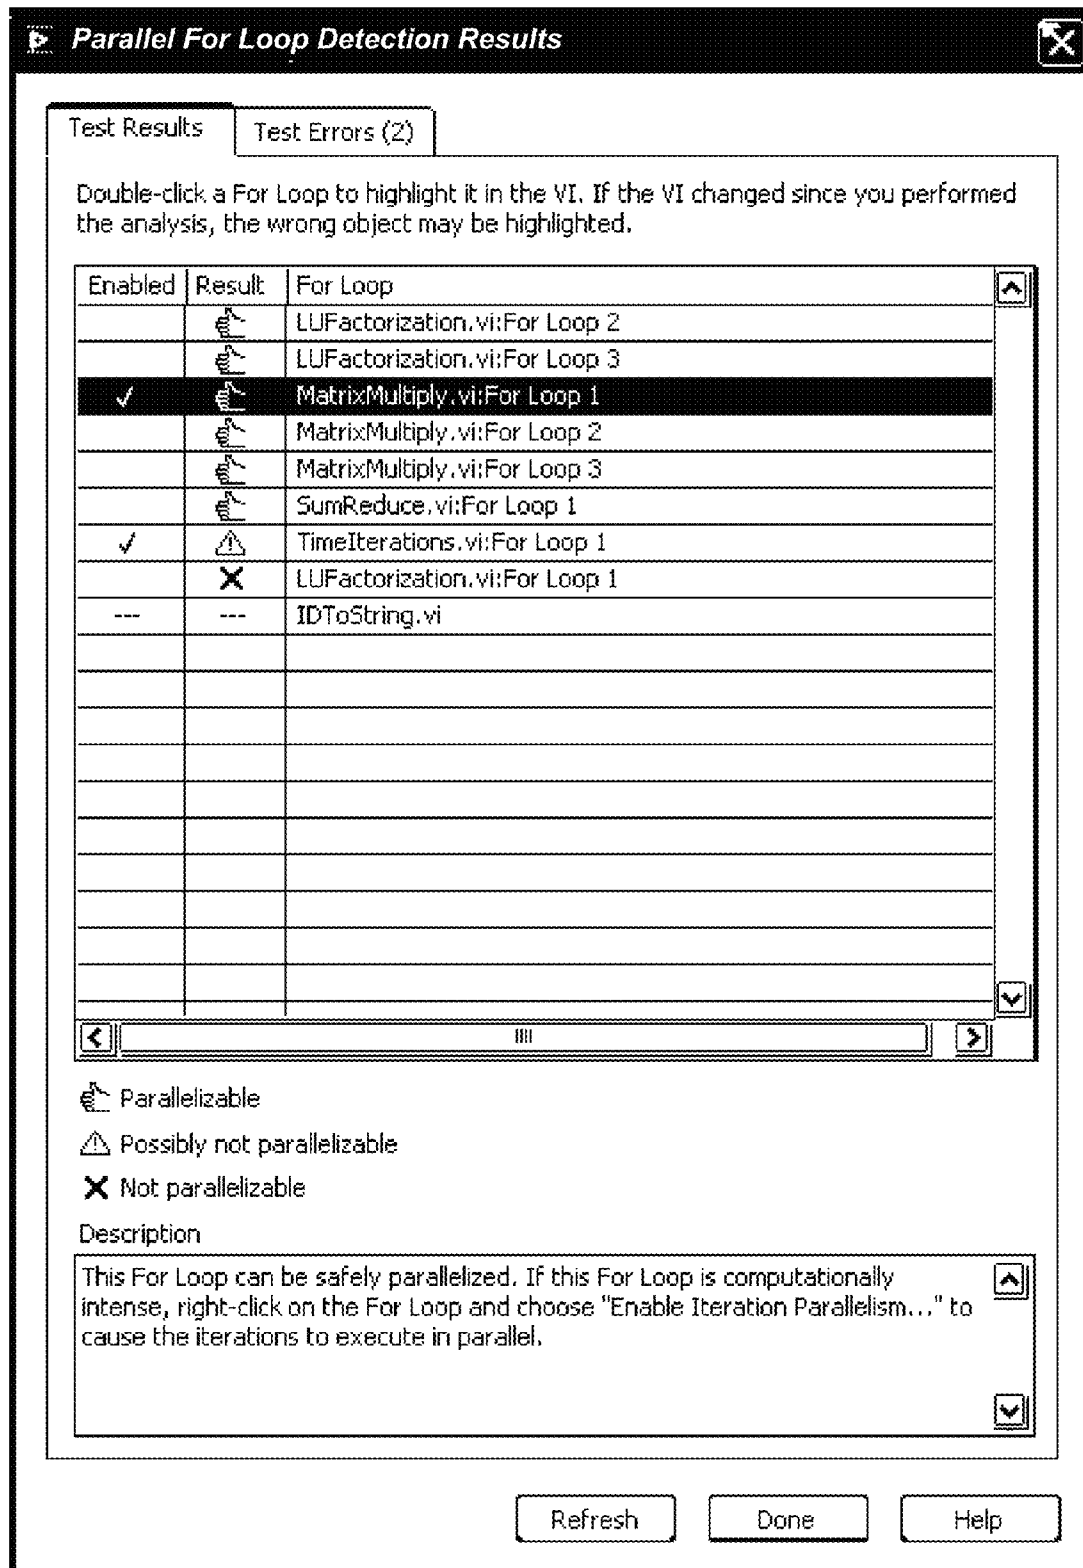 Parallel For Loop Detection Results
Test Results Test Errors (2)
Double-click a For Loop to highlight it in the VI. If the VI changed since you performed
the analysis, the wrong object may be highlighted.
Enabled Result For Loop
LUFactorization.vi:For Loop 2
LUFactorization.vi:For Loop 3
✓ MatrixMultiply.vi:For Loop 1
MatrixMultiply.vi:For Loop 2
MatrixMultiply.vi:For Loop 3
SumReduce.vi:For Loop 1
✓ TimeIterations.vi:For Loop 1
LUFactorization.vi:For Loop 1
--- --- IDToString.vi
Parallelizable
Possibly not parallelizable
Not parallelizable
Description
This For Loop can be safely parallelized. If this For Loop is computationally
intense, right-click on the For Loop and choose "Enable Iteration Parallelism..." to
cause the iterations to execute in parallel.
Refresh Done Help